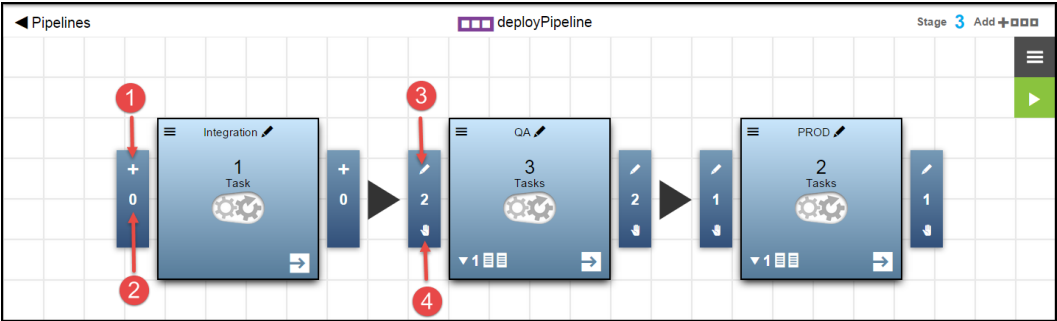 Pipelines
deployPipeline
Stage 3 Add
1
3
Integration
QA
PROD
1
3
2
Task
Tasks
Tasks
0
0
2
2
1
1
1
1
2
4